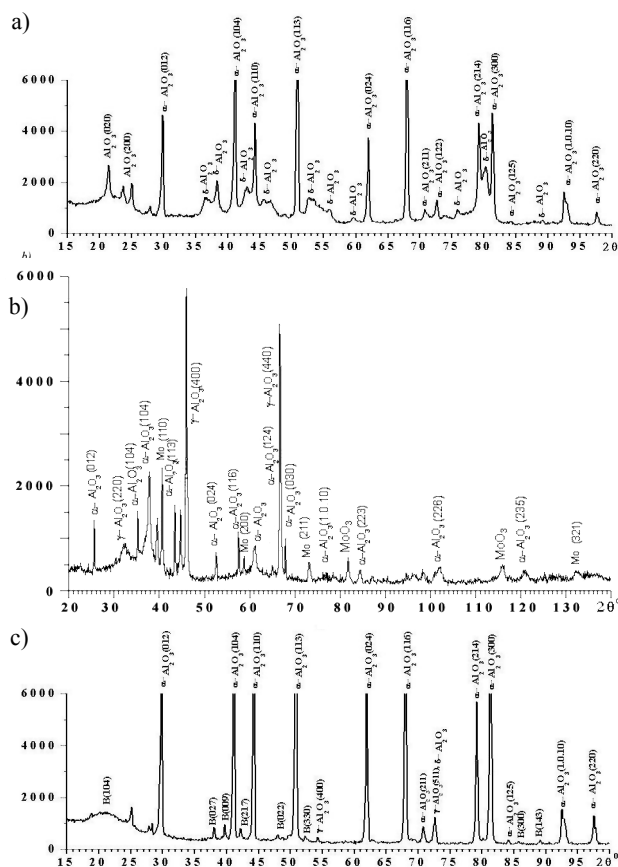 a)
6000
4000
2000
0
Al₂O₃(020)
Al₂O₃(200)
α- Al₂O₃(012)
δ- Al₂O₃
δ- Al₂O₃
α- Al₂O₃(104)
δ- Al₂O₃
α- Al₂O₃(110)
δ- Al₂O₃
α- Al₂O₃(113)
δ- Al₂O₃
δ- Al₂O₃
δ- Al₂O₃
α- Al₂O₃(024)
α- Al₂O₃(116)
α- Al₂O₃(211)
α- Al₂O₃(122)
δ- Al₂O₃
α- Al₂O₃(214)
δ- Al₂O₃
α- Al₂O₃(300)
α- Al₂O₃(125)
δ- Al₂O₃
α- Al₂O₃(1.0.10)
α- Al₂O₃(220)
15 20 25 30 35 40 45 50 55 60 65 70 75 80 85 90 95 20
b)
6000
4000
2000
0
α- Al₂O₃ (012)
γ- Al₂O₃(220)
α- Al₂O₃(104)
α- Al₂O₃(104)
Mo (110)
α- Al₂O₃(113)
γ- Al₂O₃(400)
α- Al₂O₃ (024)
α- Al₂O₃(116)
Mo (200)
α- Al₂O₃
α- Al₂O₃(124)
γ- Al₂O₃(440)
α- Al₂O₃(030)
Mo (211)
α- Al₂O₃(1 0 10)
MoO₃
α- Al₂O₃(223)
α- Al₂O₃(226)
MoO₃
α- Al₂O₃(235)
Mo (321)
20 30 40 50 60 70 80 90 100 110 120 130 2θ°
c)
6000
4000
2000
0
B(104)
α- Al₂O₃(012)
B(027)
B(009)
α- Al₂O₃(104)
B(217)
α- Al₂O₃(110)
B(022)
α- Al₂O₃(113)
B(330)
γ- Al₂O₃(400)
α- Al₂O₃(024)
α- Al₂O₃(116)
α- Al₂O₃(211)
γ- Al₂O₃(511), δ- Al₂O₃
α- Al₂O₃(214)
α- Al₂O₃(300)
α- Al₂O₃(125)
B(300)
B(143)
α- Al₂O₃(1.0.10)
α- Al₂O₃(220)
15 20 25 30 35 40 45 50 55 60 65 70 75 80 85 90 95 20